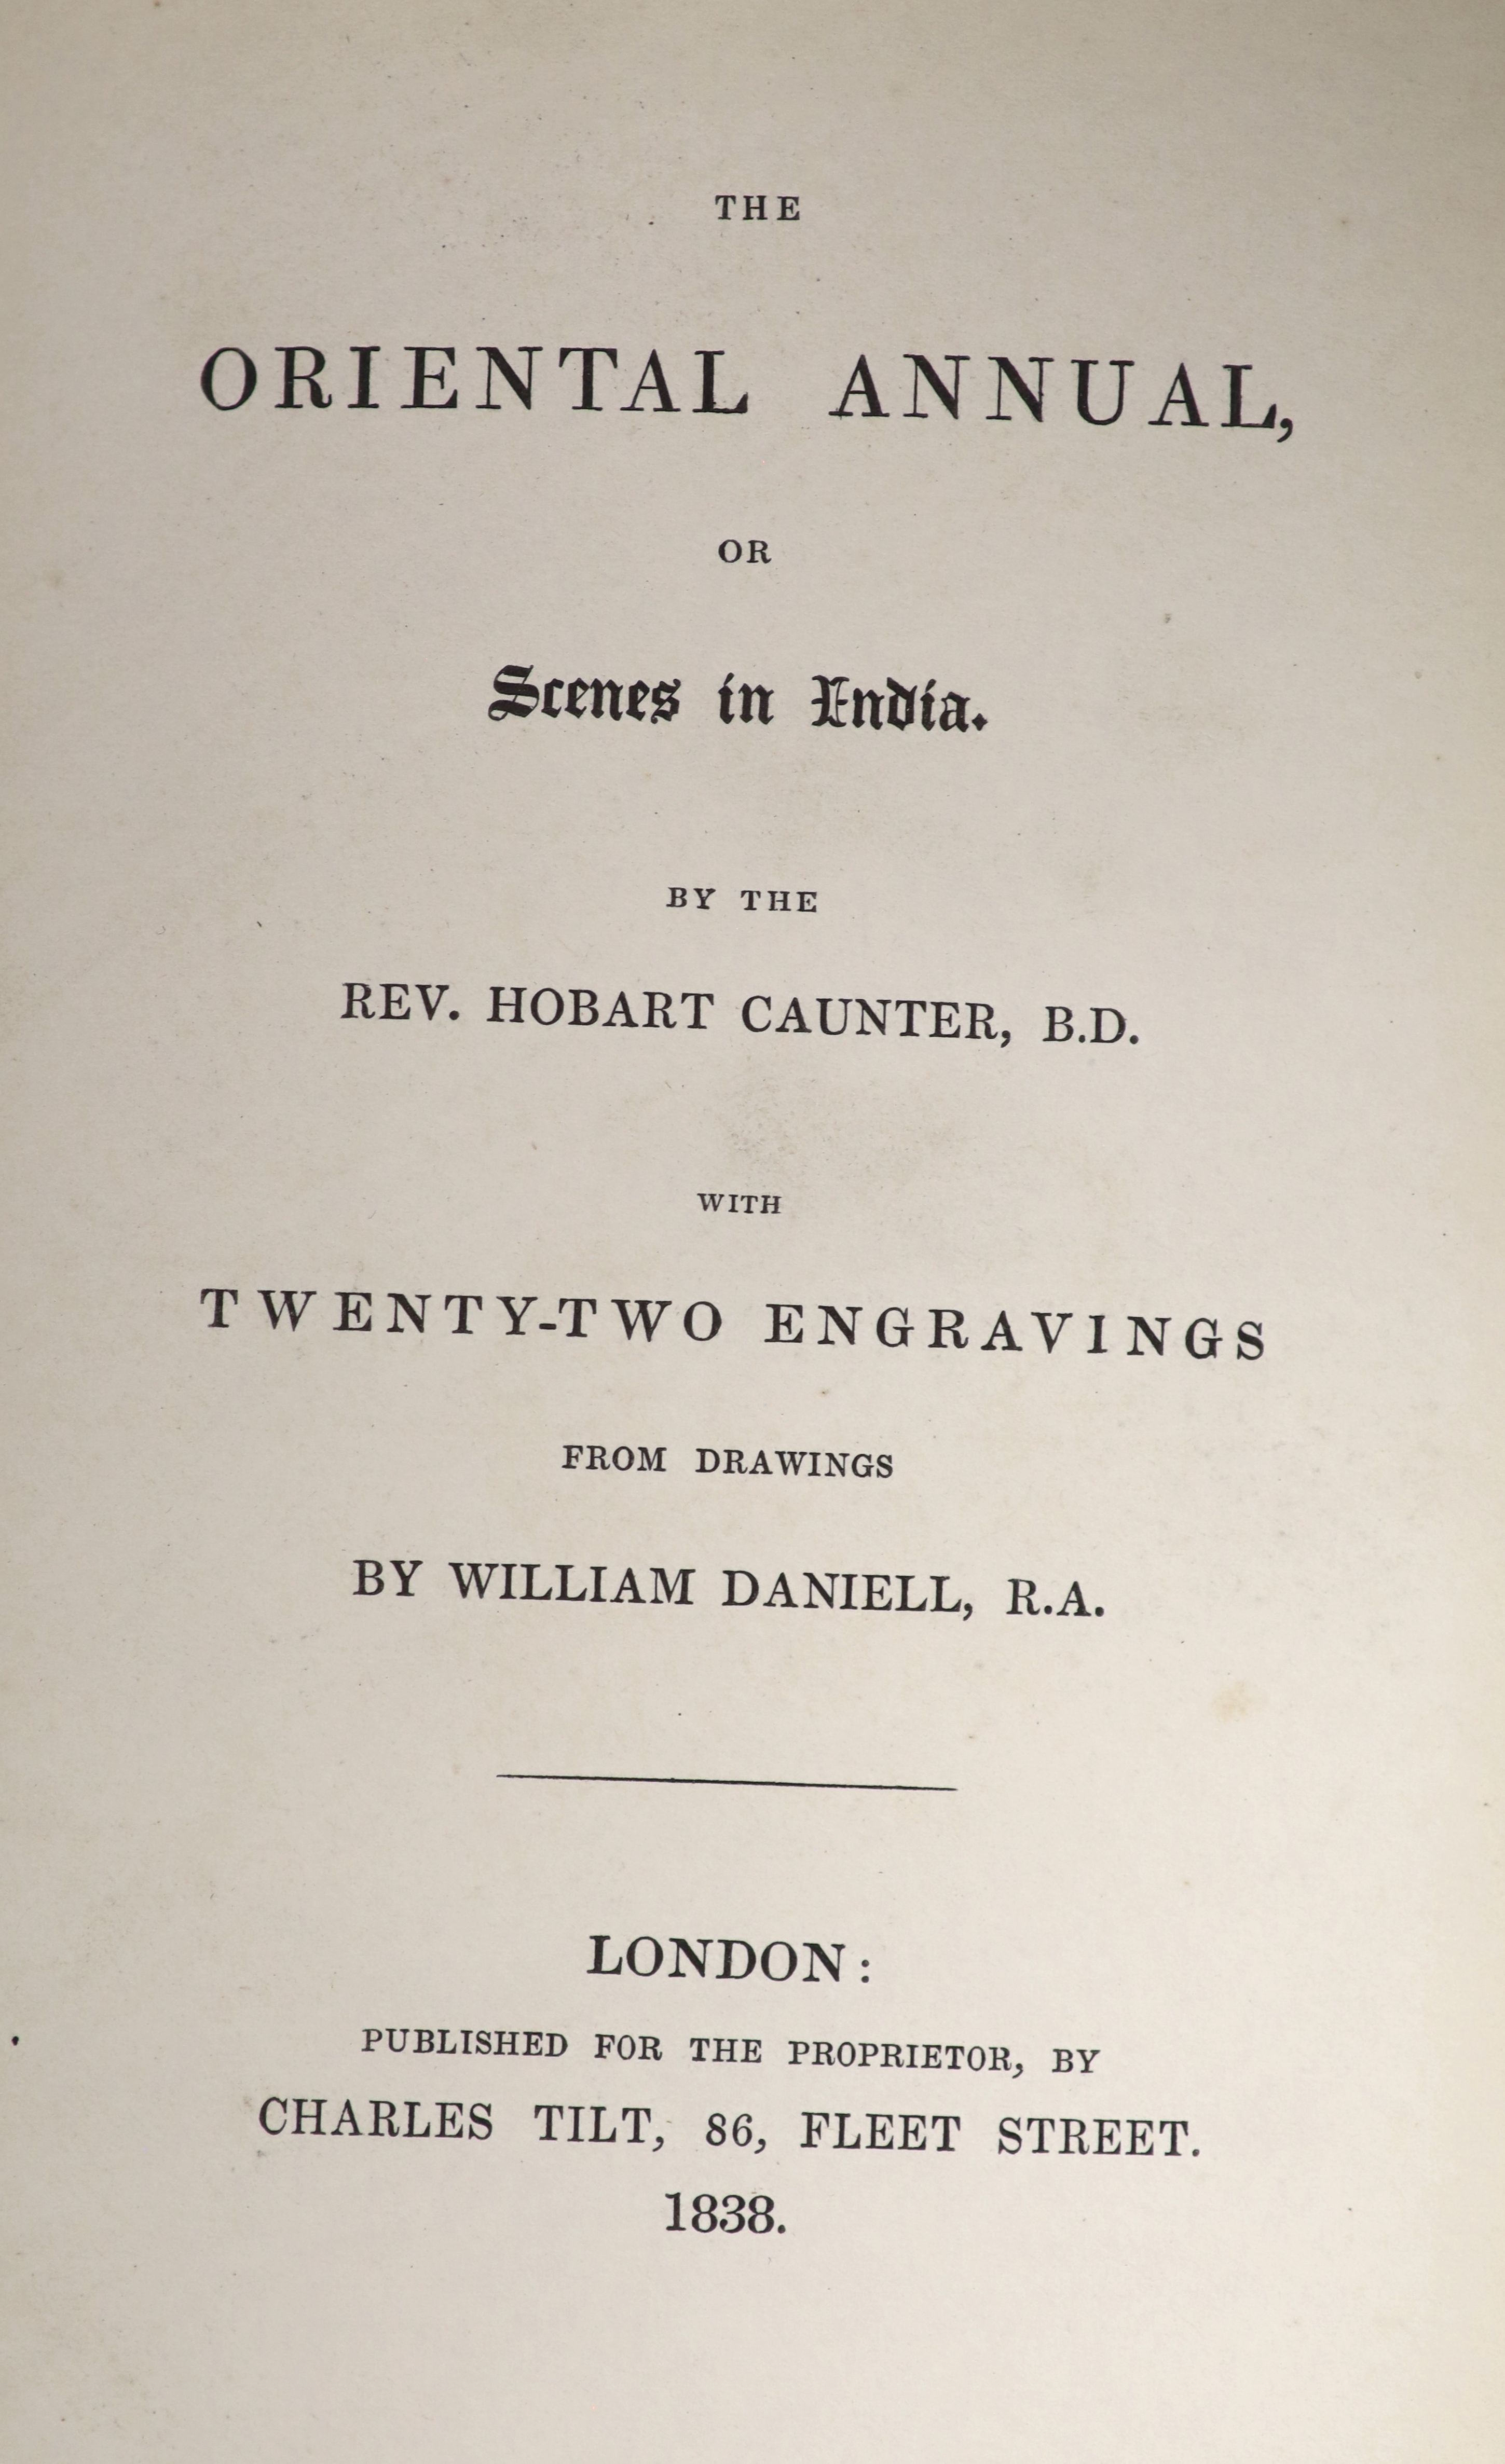 THE
ORIENTAL ANNUAL,
OR
Scenes in India.
BY THE
REV. HOBART CAUNTER, B.D.
WITH
TWENTY-TWO ENGRAVINGS
FROM DRAWINGS
BY WILLIAM DANIELL, R.A.
LONDON:
PUBLISHED FOR THE PROPRIETOR, BY
CHARLES TILT, 86, FLEET STREET.
1838.